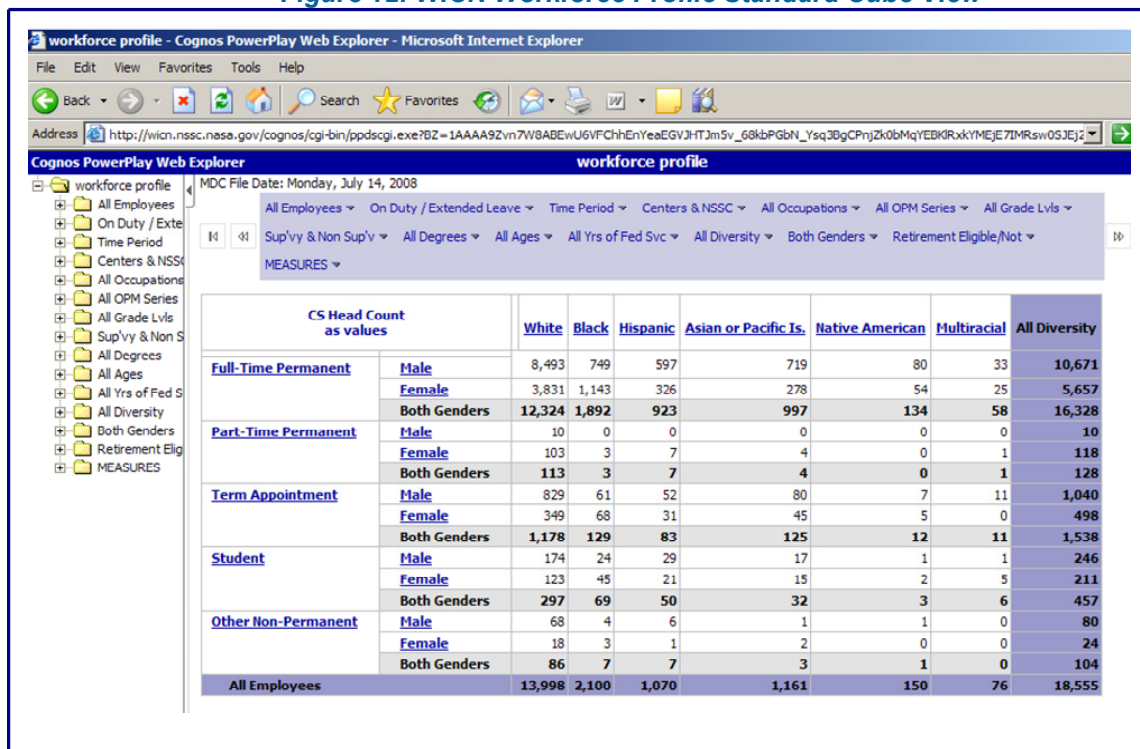 workforce profile - Cognos PowerPlay Web Explorer - Microsoft Internet Explorer
File Edit View Favorites Tools Help
Back Search Favorites
Address http://wicn.nssc.nasa.gov/cognos/cgi-bin/ppdscgi.exe?
Cognos PowerPlay Web Explorer workforce profile
MDC File Date: Monday, July 14, 2008
workforce profile
All Employees
On Duty / Exte
Time Period
Centers & NSS
All Occupations
All OPM Series
All Grade Lvls
Sup'vy & Non S
All Degrees
All Ages
All Yrs of Fed S
All Diversity
Both Genders
Retirement Elig
MEASURES
All Employees On Duty / Extended Leave Time Period Centers & NSSC All Occupations All OPM Series All Grade Lvls
Sup'vy & Non Sup'v All Degrees All Ages All Yrs of Fed Svc All Diversity Both Genders Retirement Eligible/Not
MEASURES
CS Head Count
as values
White Black Hispanic Asian or Pacific Is. Native American Multiracial All Diversity
Full-Time Permanent Male 8,493 749 597 719 80 33 10,671
Female 3,831 1,143 326 278 54 25 5,657
Both Genders 12,324 1,892 923 997 134 58 16,328
Part-Time Permanent Male 10 0 0 0 0 0 10
Female 103 3 7 4 0 1 118
Both Genders 113 3 7 4 0 1 128
Term Appointment Male 829 61 52 80 7 11 1,040
Female 349 68 31 45 5 0 498
Both Genders 1,178 129 83 125 12 11 1,538
Student Male 174 24 29 17 1 1 246
Female 123 45 21 15 2 5 211
Both Genders 297 69 50 32 3 6 457
Other Non-Permanent Male 68 4 6 1 1 0 80
Female 18 3 1 2 0 0 24
Both Genders 86 7 7 3 1 0 104
All Employees 13,998 2,100 1,070 1,161 150 76 18,555